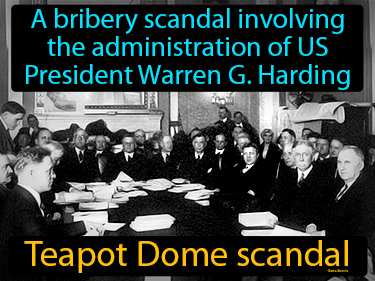 A bribery scandal involving
the administration of US
President Warren G. Harding
Teapot Dome scandal